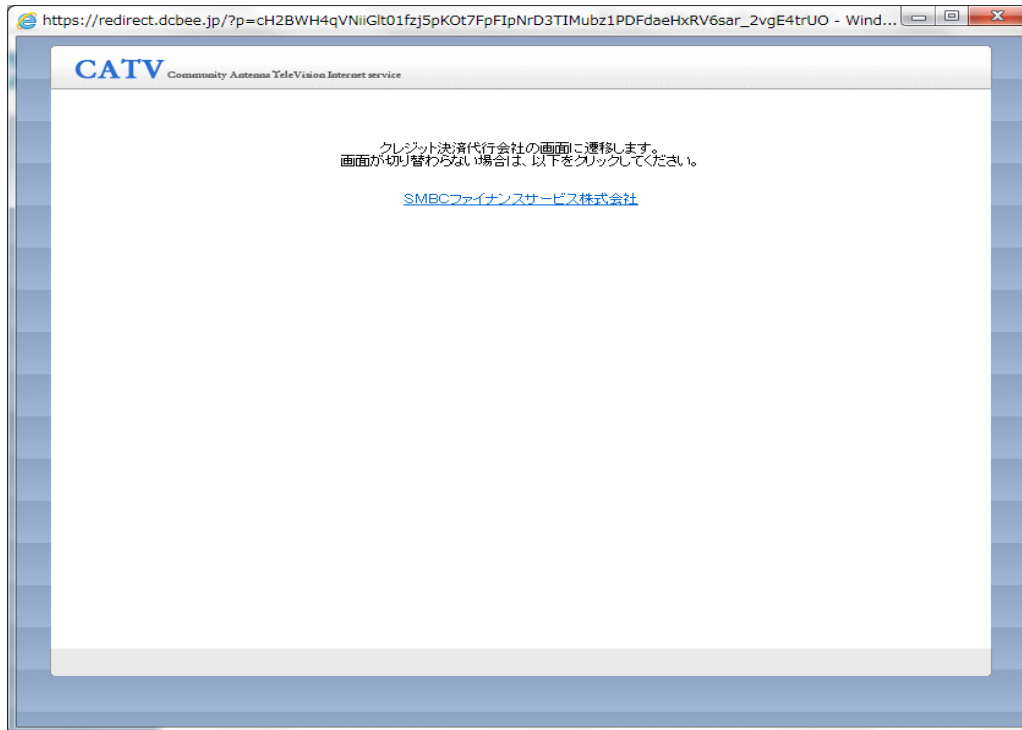 https://redirect.dcbee.jp/?p=cH2BWH4qVNiiGlt01fzj5pKOt7FpFIpNrD3TIMubz1PDFdaeHxRV6sar_2vgE4trUO - Wind...
CATV Community Antenna TeleVision Internet service
クレジット決済代行会社の画面に遷移します。
画面が切り替わらない場合は、以下をクリックしてください。
SMBCファイナンスサービス株式会社